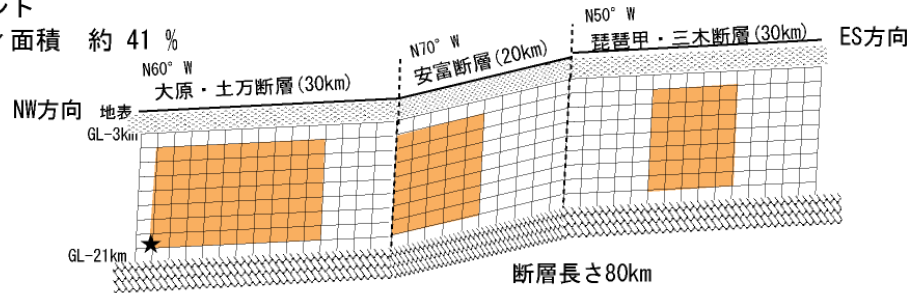 ント
面積 約 41 %
N50° W
琵琶甲・三木断層(30km)
ES方向
N70° W
安富断層(20km)
N60° W
大原・土万断層(30km)
NW方向
地表
GL-3km
GL-21km
断層長さ80km